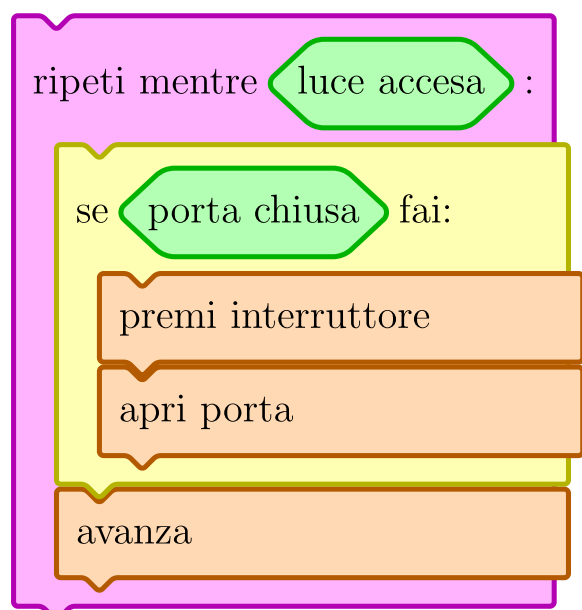 ripeti mentre luce accesa :
se porta chiusa fai:
premi interruttore
apri porta
avanza